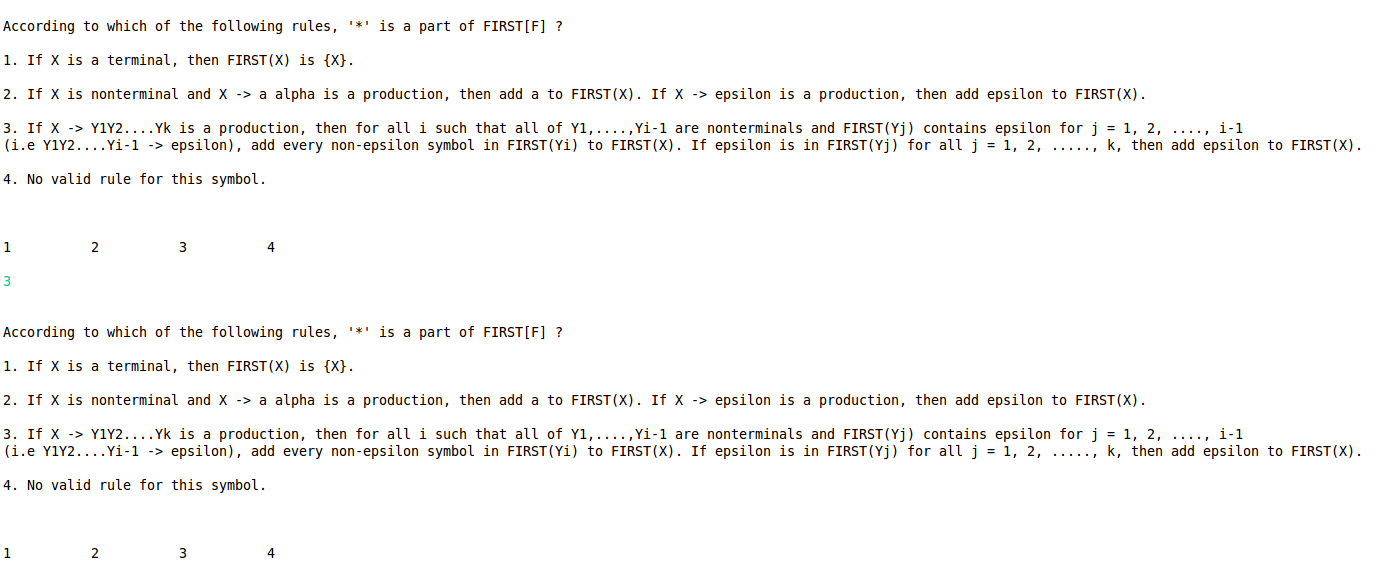 According to which of the following rules, '*' is a part of FIRST[F] ?
1. If X is a terminal, then FIRST(X) is {X}.
2. If X is nonterminal and X -> a alpha is a production, then add a to FIRST(X). If X -> epsilon is a production, then add epsilon to FIRST(X).
3. If X -> Y1Y2....Yk is a production, then for all i such that all of Y1,....,Yi-1 are nonterminals and FIRST(Yj) contains epsilon for j = 1, 2, ...., i-1
(i.e Y1Y2....Yi-1 -> epsilon), add every non-epsilon symbol in FIRST(Yi) to FIRST(X). If epsilon is in FIRST(Yj) for all j = 1, 2, ....., k, then add epsilon to FIRST(X).
4. No valid rule for this symbol.
1 2 3 4
3
According to which of the following rules, '*' is a part of FIRST[F] ?
1. If X is a terminal, then FIRST(X) is {X}.
2. If X is nonterminal and X -> a alpha is a production, then add a to FIRST(X). If X -> epsilon is a production, then add epsilon to FIRST(X).
3. If X -> Y1Y2....Yk is a production, then for all i such that all of Y1,....,Yi-1 are nonterminals and FIRST(Yj) contains epsilon for j = 1, 2, ...., i-1
(i.e Y1Y2....Yi-1 -> epsilon), add every non-epsilon symbol in FIRST(Yi) to FIRST(X). If epsilon is in FIRST(Yj) for all j = 1, 2, ....., k, then add epsilon to FIRST(X).
4. No valid rule for this symbol.
1 2 3 4